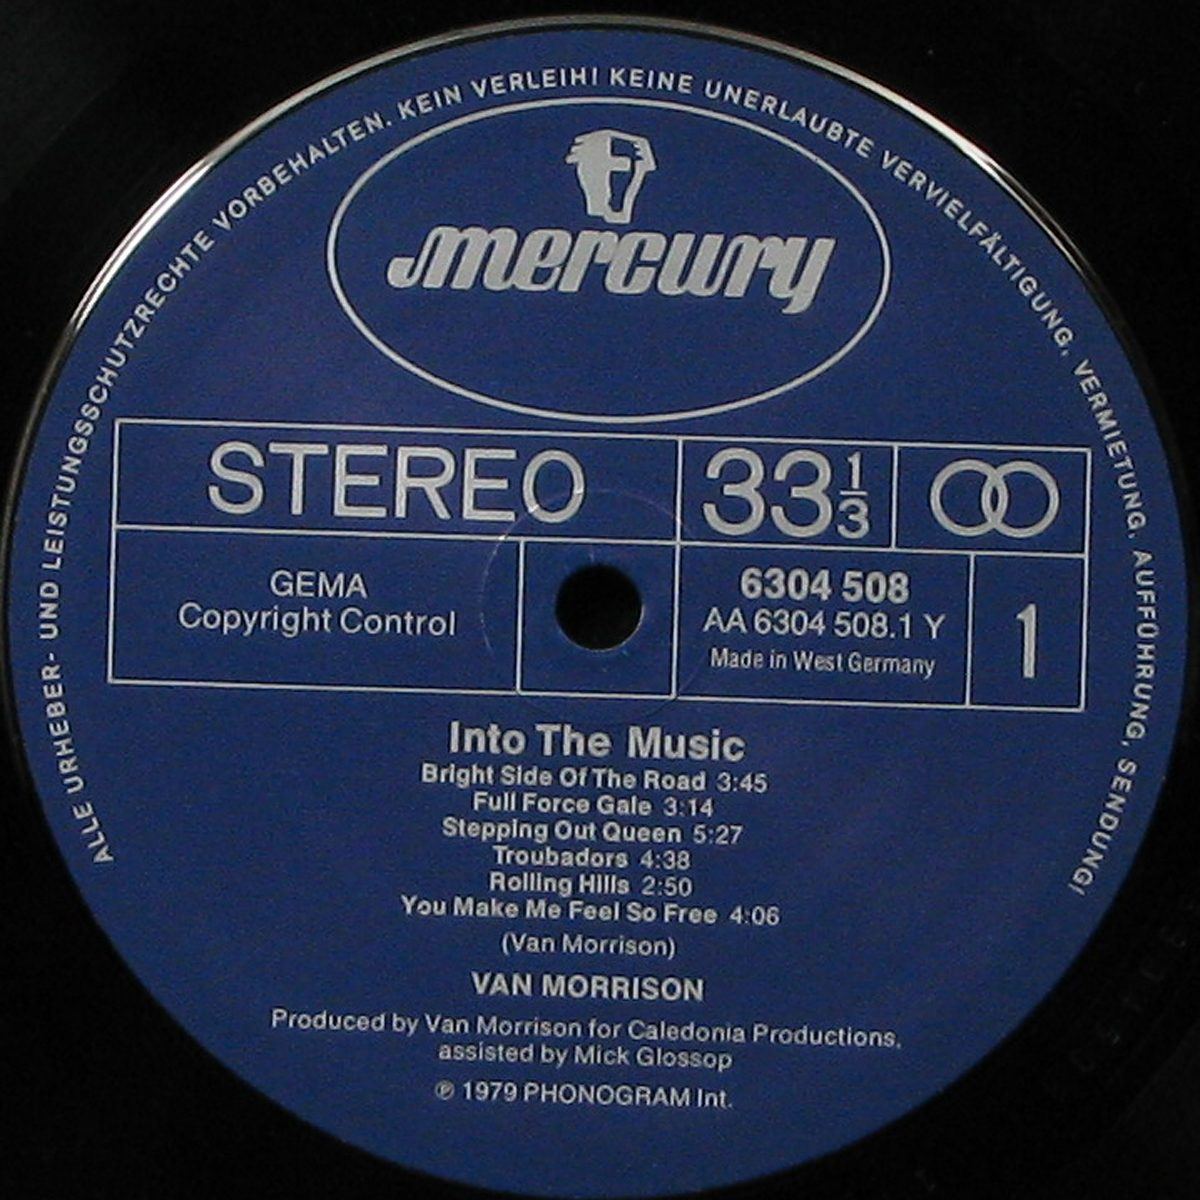 ALLE URHEBER- UND LEISTUNGSSCHUTZRECHTE VORBEHALTEN. KEIN VERLEIH! KEINE UNERLAUBTE VERVIELFÄLTIGUNG, VERMIETUNG, AUFFÜHRUNG, SENDUNG!
mercury
STEREO 33 1/3
GEMA
Copyright Control
6304 508
AA 6304 508.1 Y
Made in West Germany
1
Into The Music
Bright Side Of The Road 3:45
Full Force Gale 3:14
Stepping Out Queen 5:27
Troubadors 4:38
Rolling Hills 2:50
You Make Me Feel So Free 4:06
(Van Morrison)
VAN MORRISON
Produced by Van Morrison for Caledonia Productions,
assisted by Mick Glossop
℗ 1979 PHONOGRAM Int.